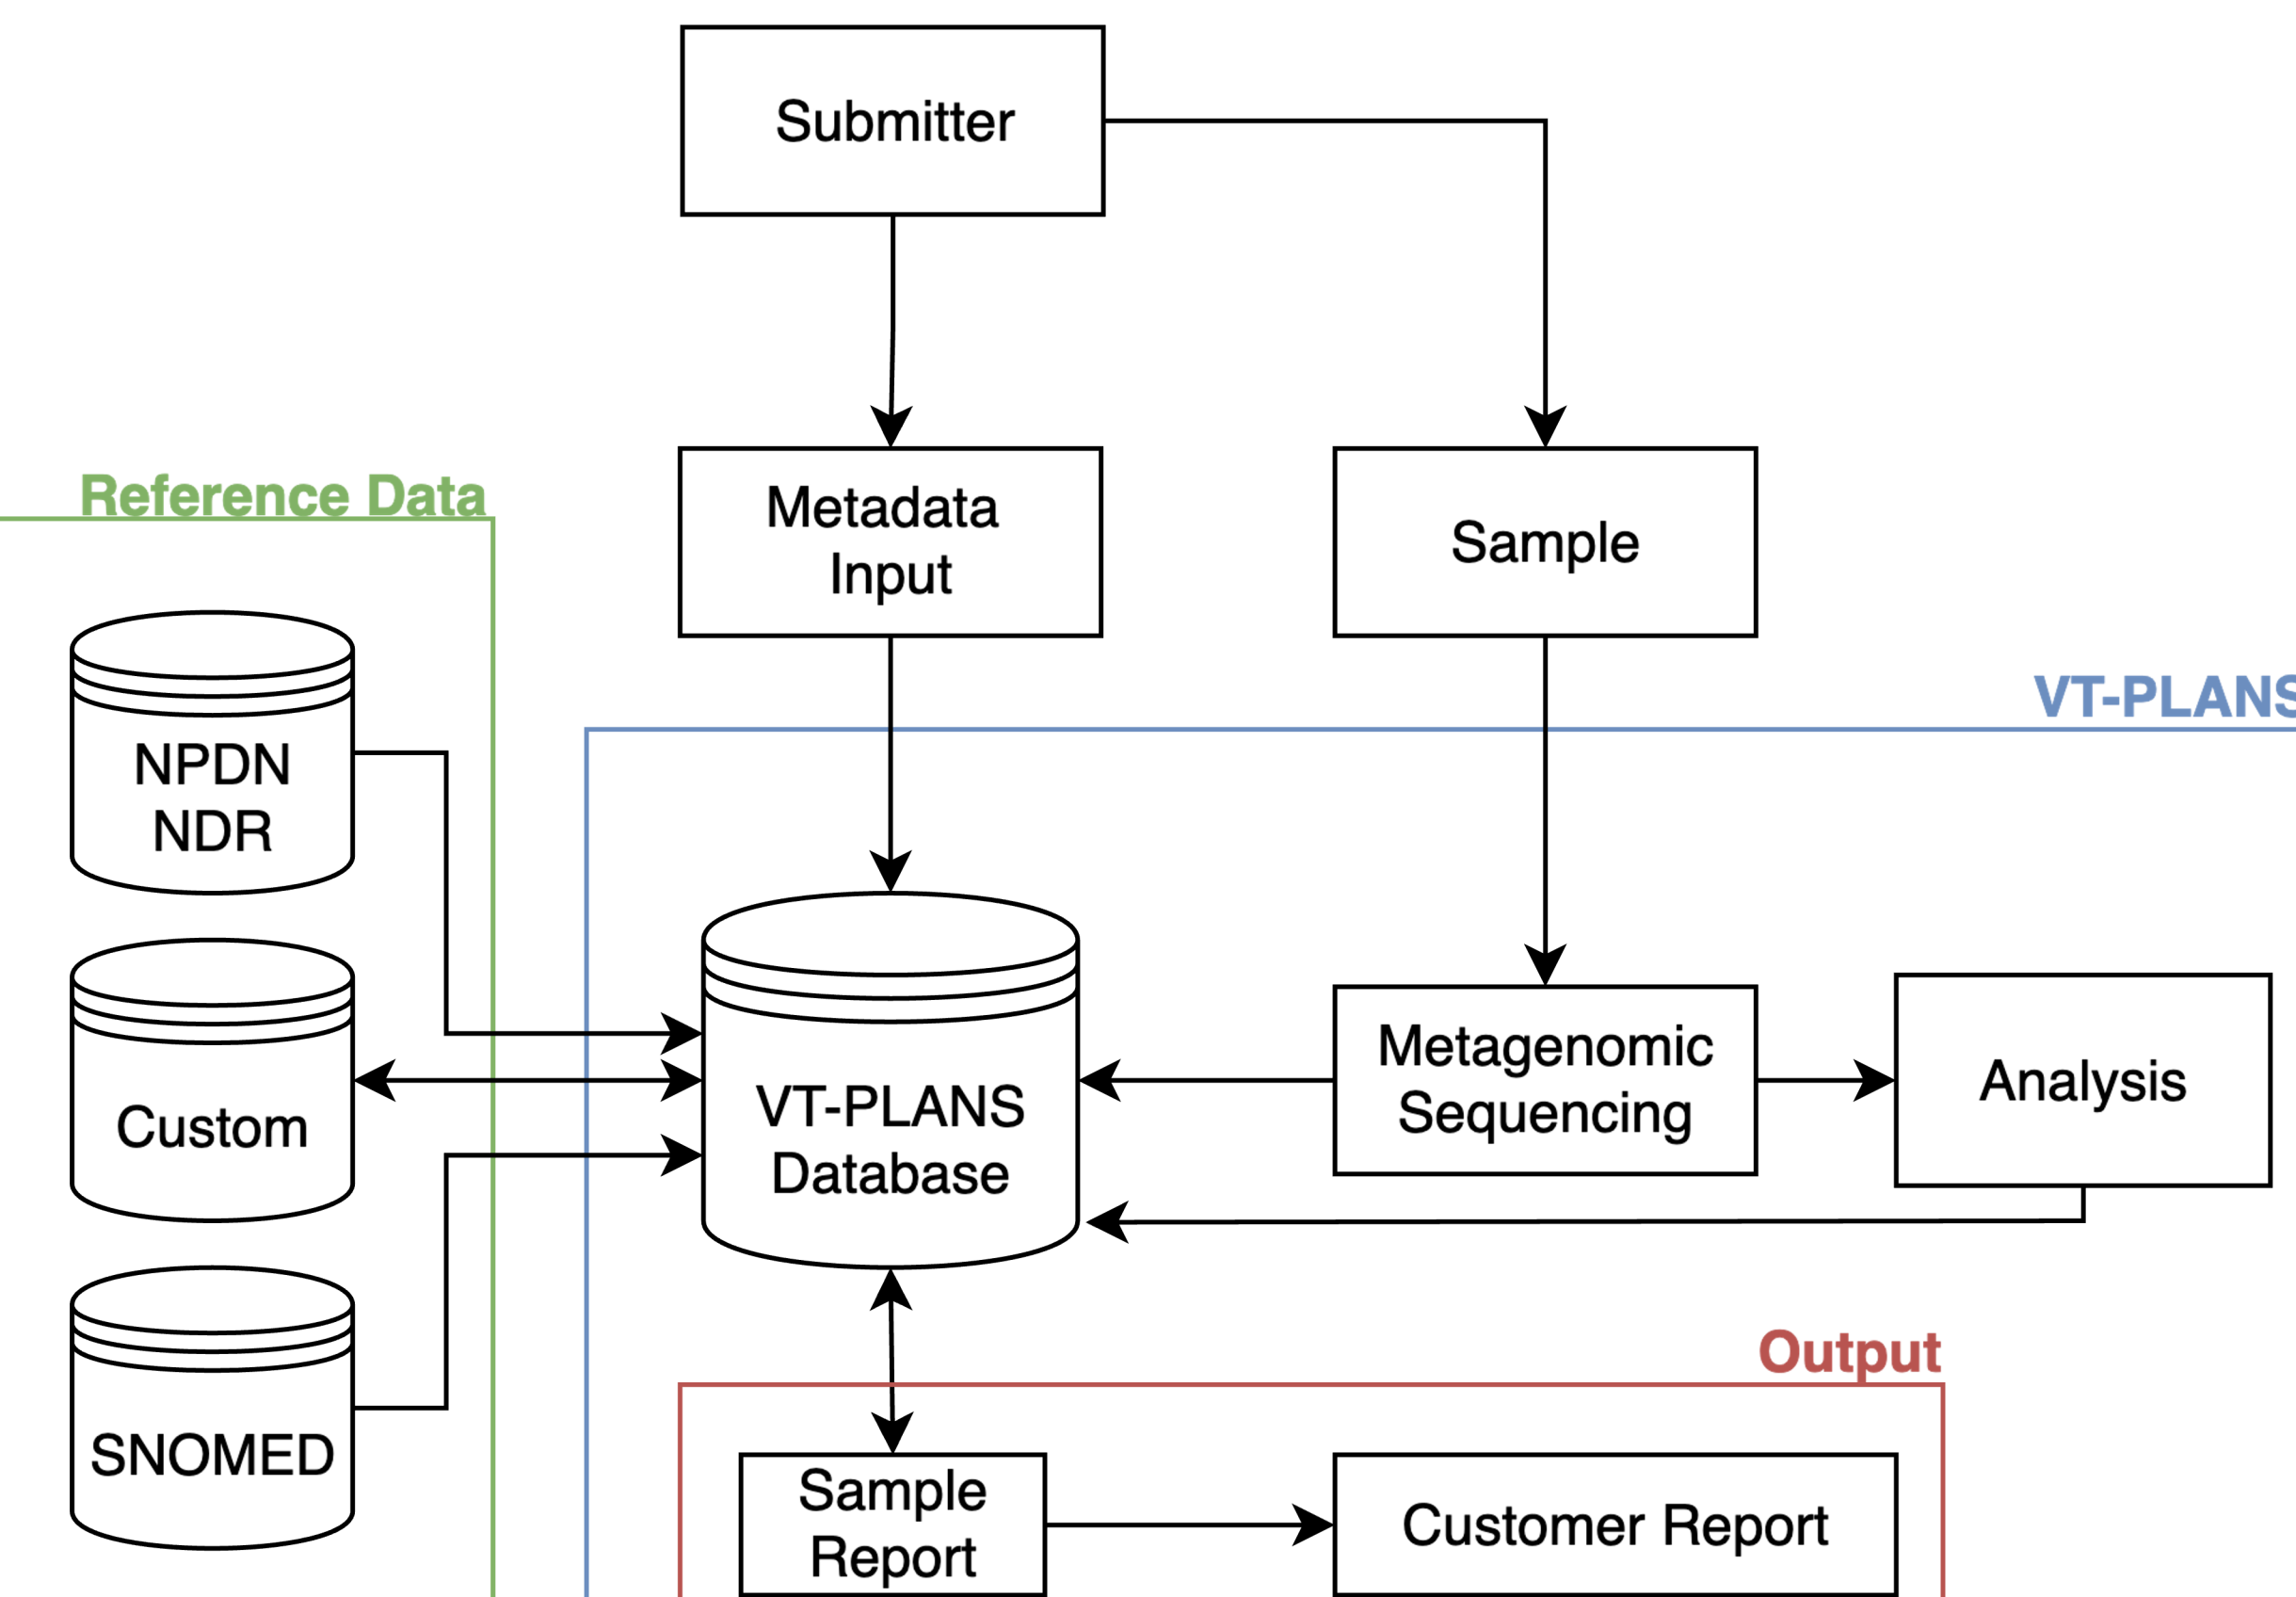 Submitter
Metadata
Input
Sample
Reference Data
VT-PLANS
NPDN
NDR
Custom
SNOMED
VT-PLANS
Database
Metagenomic
Sequencing
Analysis
Output
Sample
Report
Customer Report